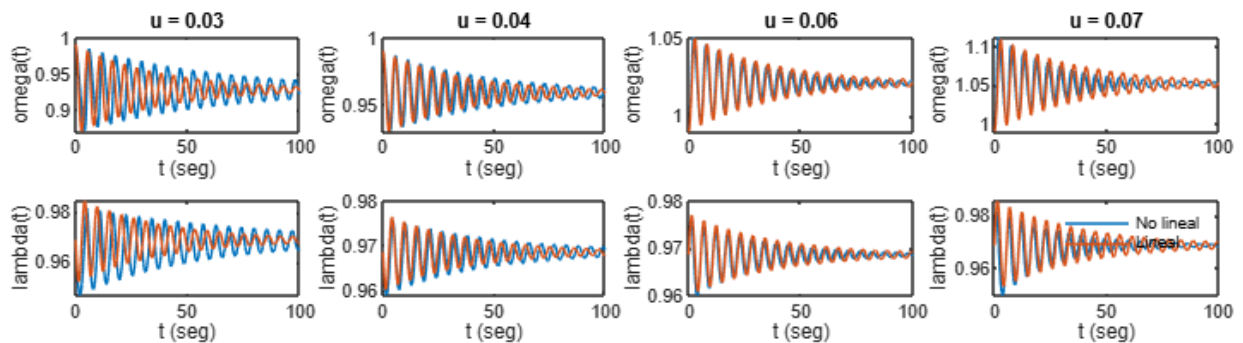 u = 0.03
omega(t)
1
0.95
0.9
0
50
100
t (seg)
u = 0.04
omega(t)
1
0.95
0
50
100
t (seg)
u = 0.06
omega(t)
1.05
1
0
50
100
t (seg)
u = 0.07
omega(t)
1.1
1.05
1
0
50
100
t (seg)
lambda(t)
0.98
0.96
0
50
100
t (seg)
lambda(t)
0.98
0.97
0.96
0
50
100
t (seg)
lambda(t)
0.98
0.97
0.96
0
50
100
t (seg)
lambda(t)
0.98
0.96
0
50
100
t (seg)
No lineal
Lineal